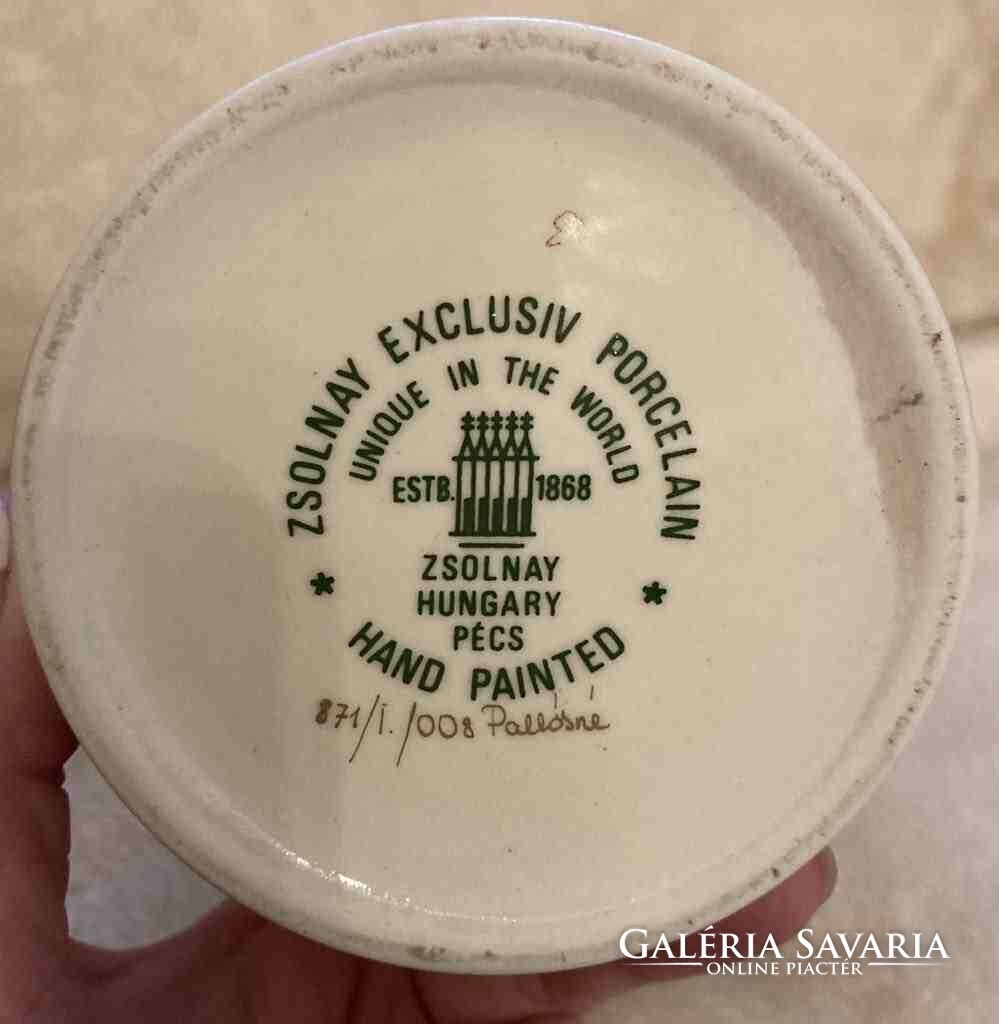 ZSOLNAY EXCLUSIV PORCELAIN
UNIQUE IN THE WORLD
ESTB. 1868
ZSOLNAY
HUNGARY
PÉCS
* HAND PAINTED *
871/I./008 Pallósné
GALÉRIA SAVARIA
ONLINE PIACTÉR